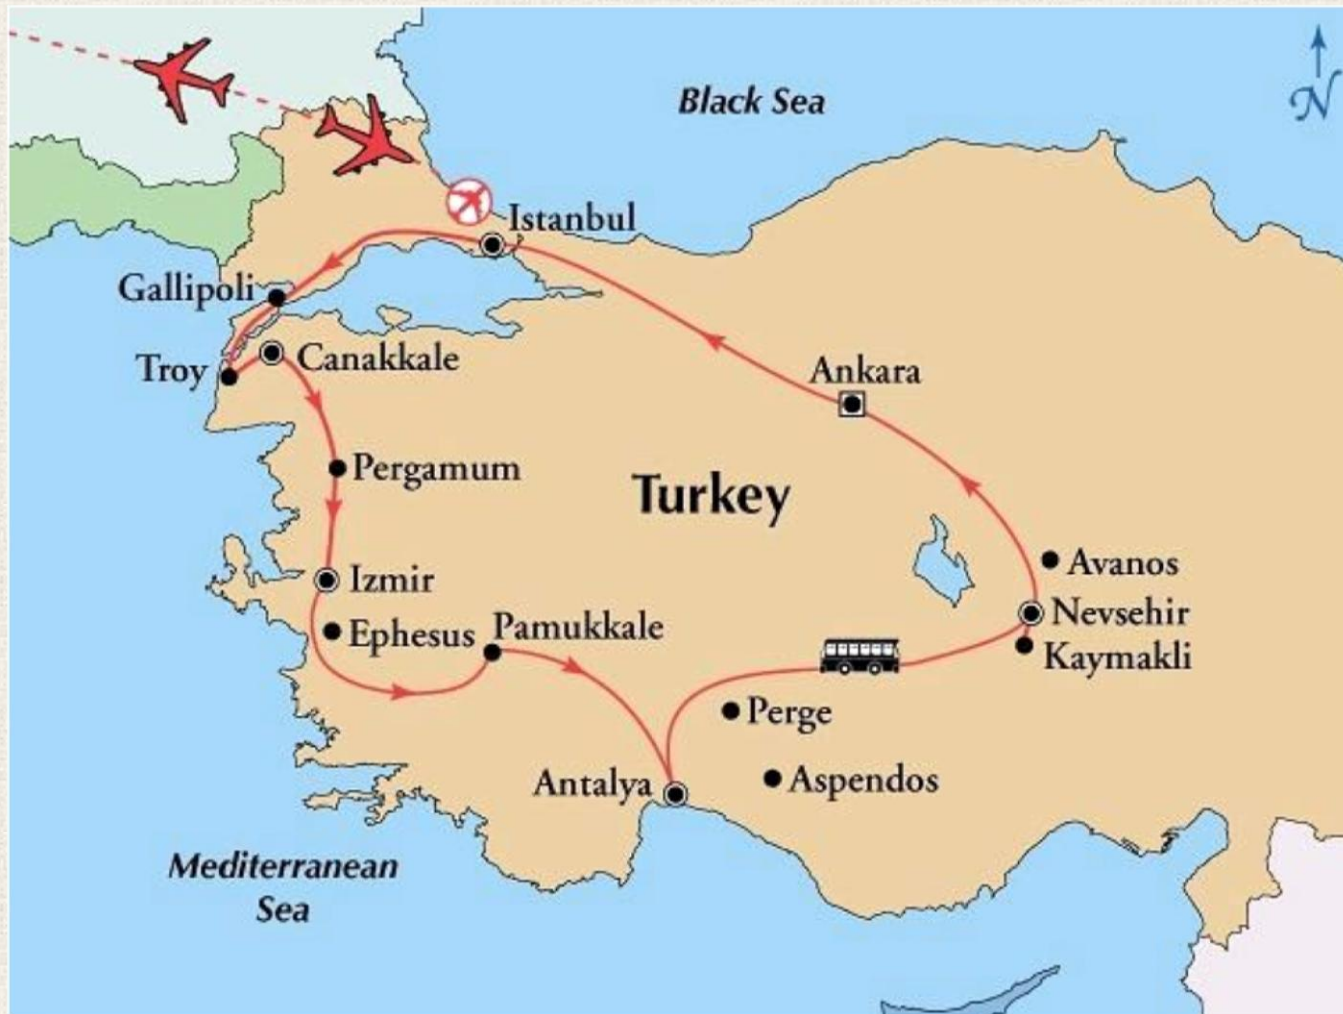 Black Sea
N
Istanbul
Gallipoli
Canakkale
Troy
Ankara
Pergamum
Turkey
Avanos
Izmir
Nevsehir
Ephesus
Pamukkale
Kaymakli
Perge
Antalya
Aspendos
Mediterranean
Sea